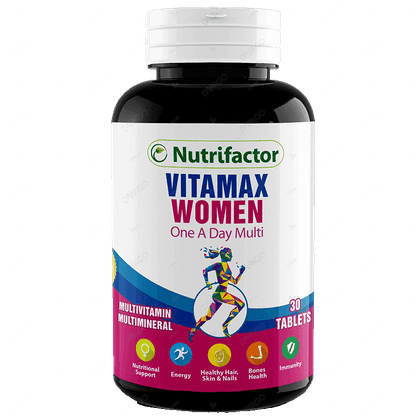 Nutrifactor
VITAMAX
WOMEN
One A Day Multi
MULTIVITAMIN
MULTIMINERAL
30
TABLETS
Nutritional
Support
Energy
Healthy Hair,
Skin & Nails
Bones
Health
Immunity